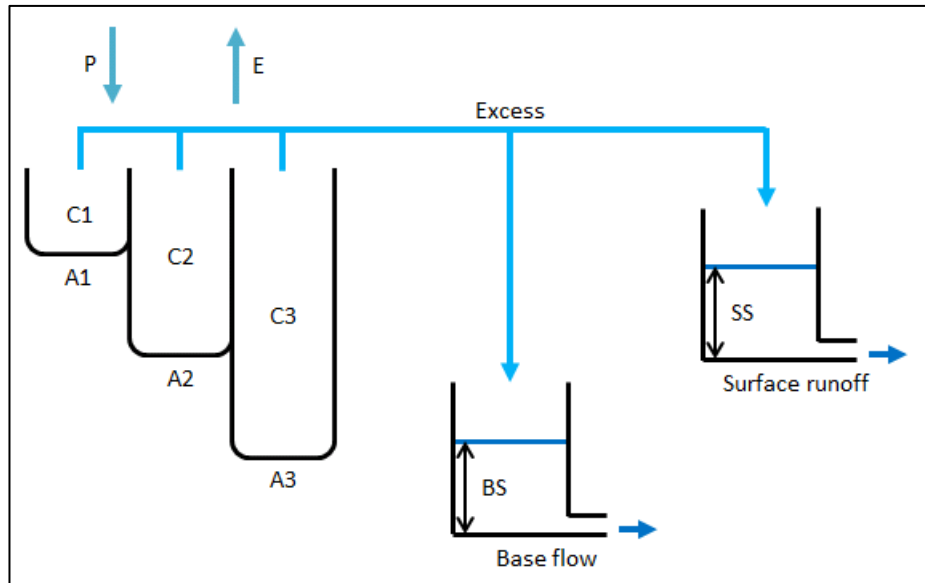 P
E
Excess
C1
C2
C3
A1
A2
A3
SS
Surface runoff
BS
Base flow